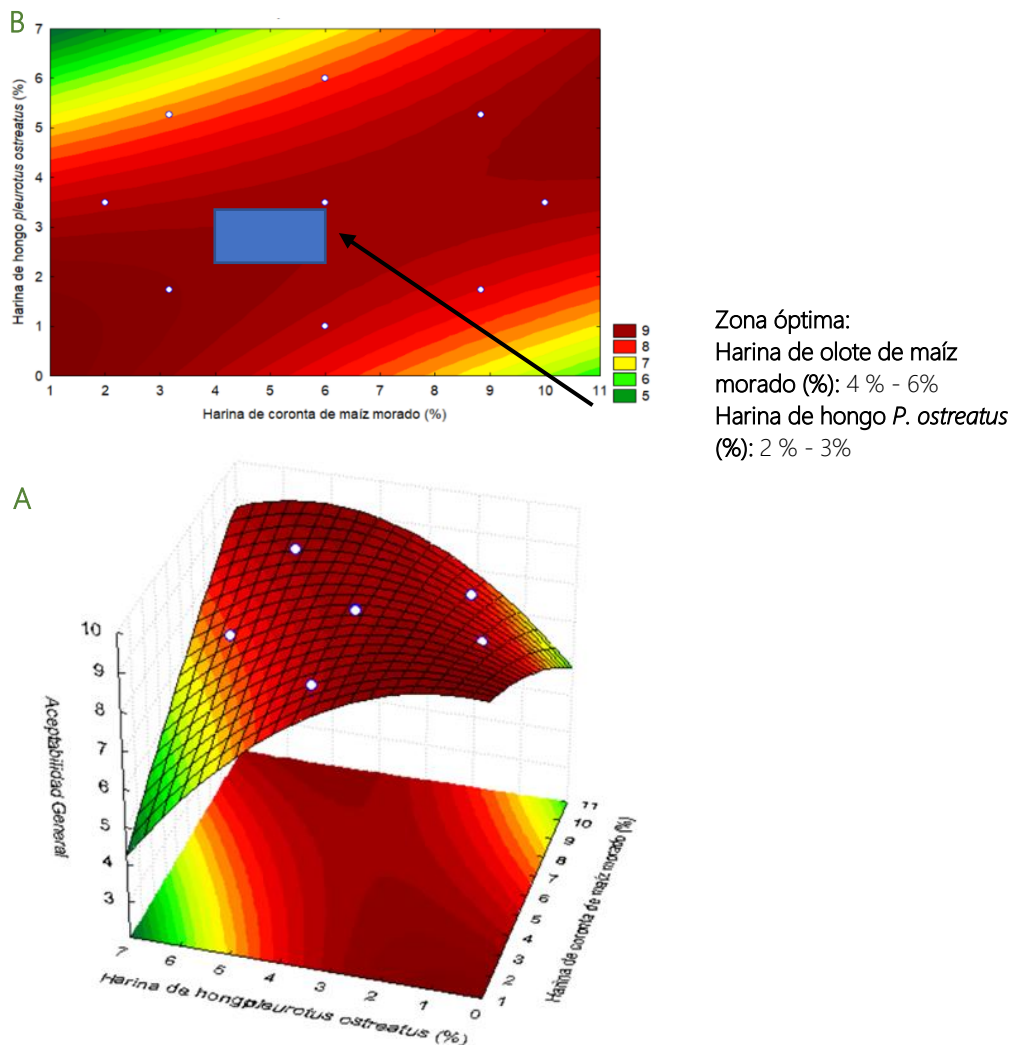 B
7
6
5
4
3
2
1
0
Harina de hongo pleurotus ostreatus (%)
1 2 3 4 5 6 7 8 9 10 11
Harina de coronta de maíz morado (%)
9
8
7
6
5
Zona óptima:
Harina de olote de maíz
morado (%): 4 % - 6%
Harina de hongo P. ostreatus
(%): 2 % - 3%
A
10
9
8
7
6
5
4
3
Aceptabilidad General
7 6 5 4 3 2 1 0
Harina de hongo pleurotus ostreatus (%)
11
10
9
8
7
6
5
4
3
2
1
Harina de coronta de maíz morado (%)